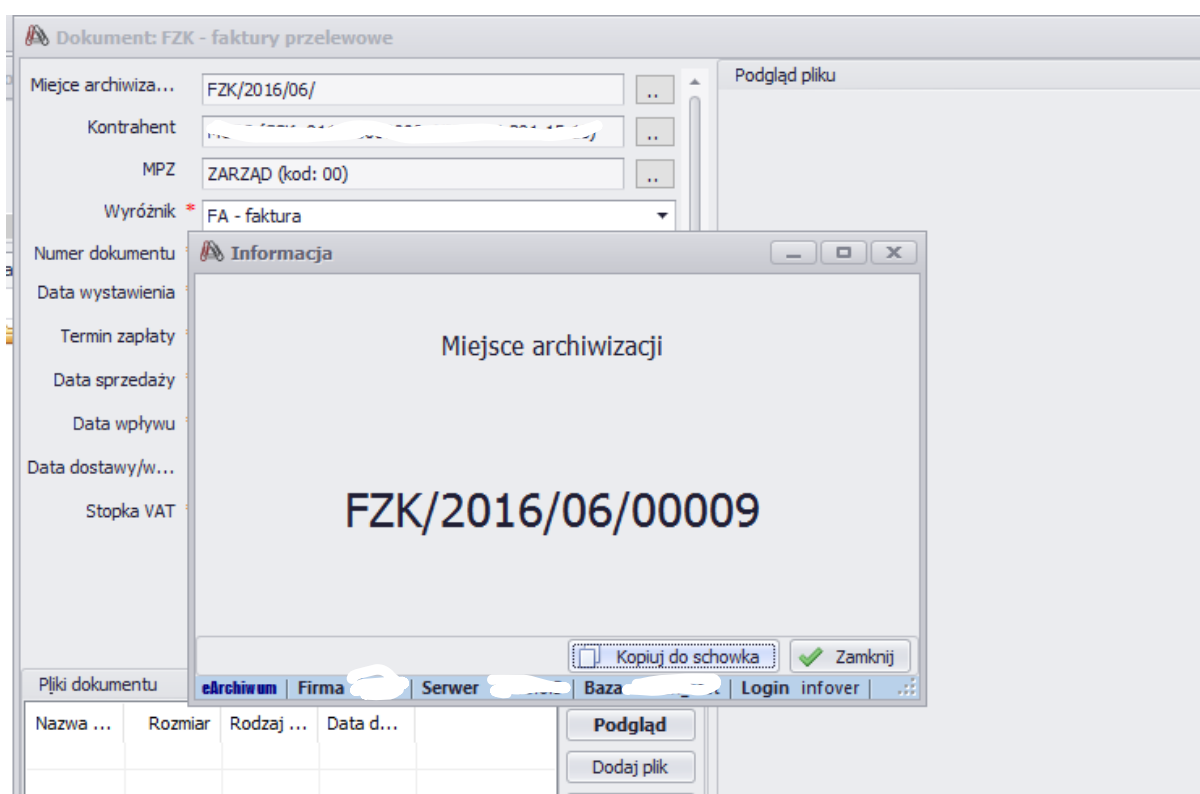 Dokument: FZK - faktury przelewowe
Miejce archiwiza... FZK/2016/06/ ..
Podgląd pliku
Kontrahent ..
MPZ ZARZĄD (kod: 00) ..
Wyróżnik * FA - faktura
Numer dokumentu
Data wystawienia
Termin zapłaty
Data sprzedaży
Data wpływu
Data dostawy/w...
Stopka VAT
Informacja
Miejsce archiwizacji
FZK/2016/06/00009
Kopiuj do schowka Zamknij
eArchiwum | Firma | Serwer | Baza | Login infover |
Pliki dokumentu
Nazwa ... Rozmiar Rodzaj ... Data d...
Podgląd
Dodaj plik